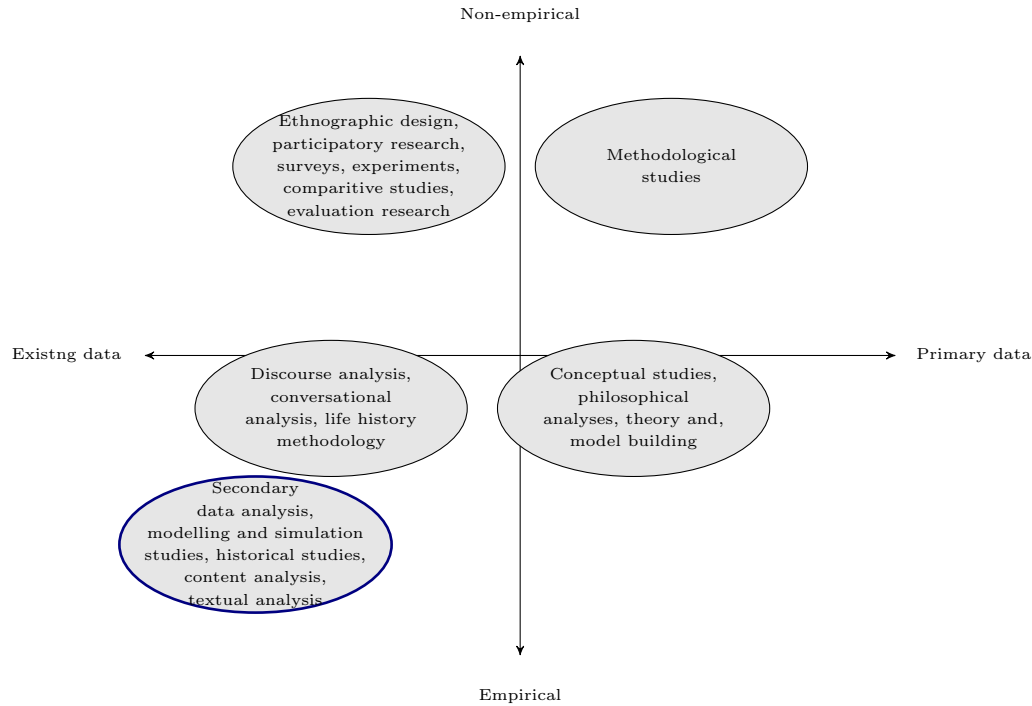 Non-empirical
Ethnographic design,
participatory research,
surveys, experiments,
comparitive studies,
evaluation research
Methodological
studies
Existng data
Primary data
Discourse analysis,
conversational
analysis, life history
methodology
Conceptual studies,
philosophical
analyses, theory and,
model building
Secondary
data analysis,
modelling and simulation
studies, historical studies,
content analysis,
textual analysis
Empirical